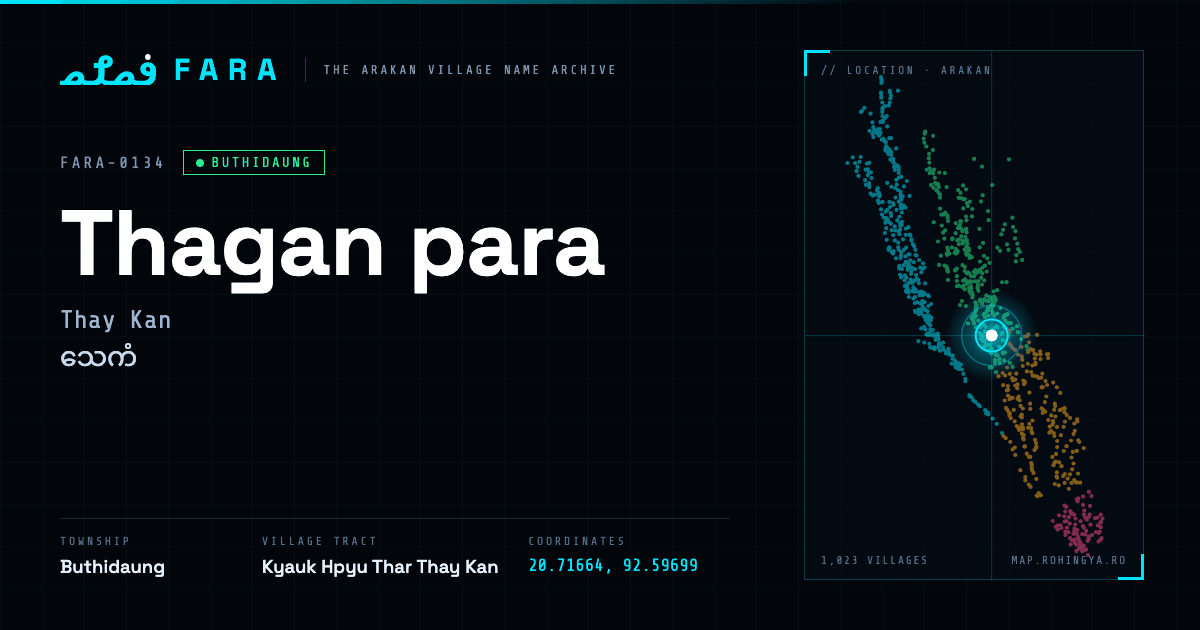 FARA
THE ARAKAN VILLAGE NAME ARCHIVE
FARA-0134
BUTHIDAUNG
Thagan para
Thay Kan
သေကံ
TOWNSHIP
Buthidaung
VILLAGE TRACT
Kyauk Hpyu Thar Thay Kan
COORDINATES
20.71664, 92.59699
// LOCATION · ARAKAN
1,023 VILLAGES
MAP.ROHINGYA.RO